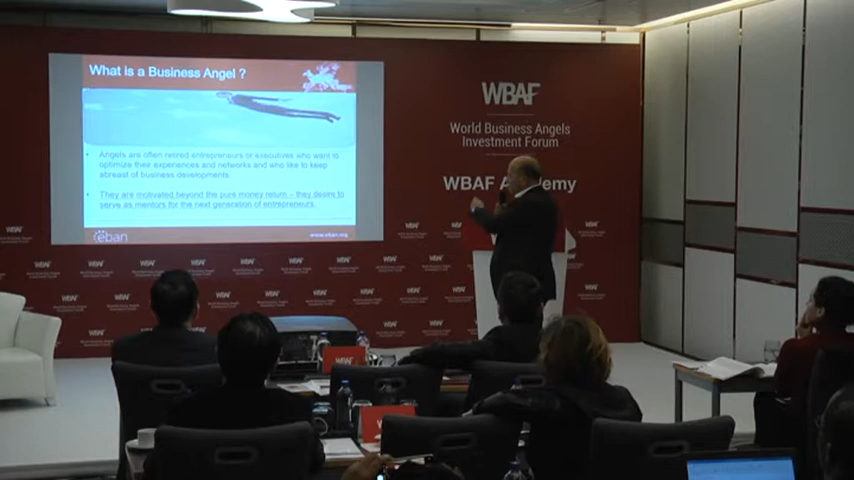 What is a Business Angel ?
Angels are often retired entrepreneurs or executives who want to
optimize their experiences and networks and who like to keep
abreast of business developments.
They are motivated beyond the pure money return – they desire to
serve as mentors for the next generation of entrepreneurs.
eban
www.eban.org
WBAF
World Business Angels
Investment Forum
WBAF A demy